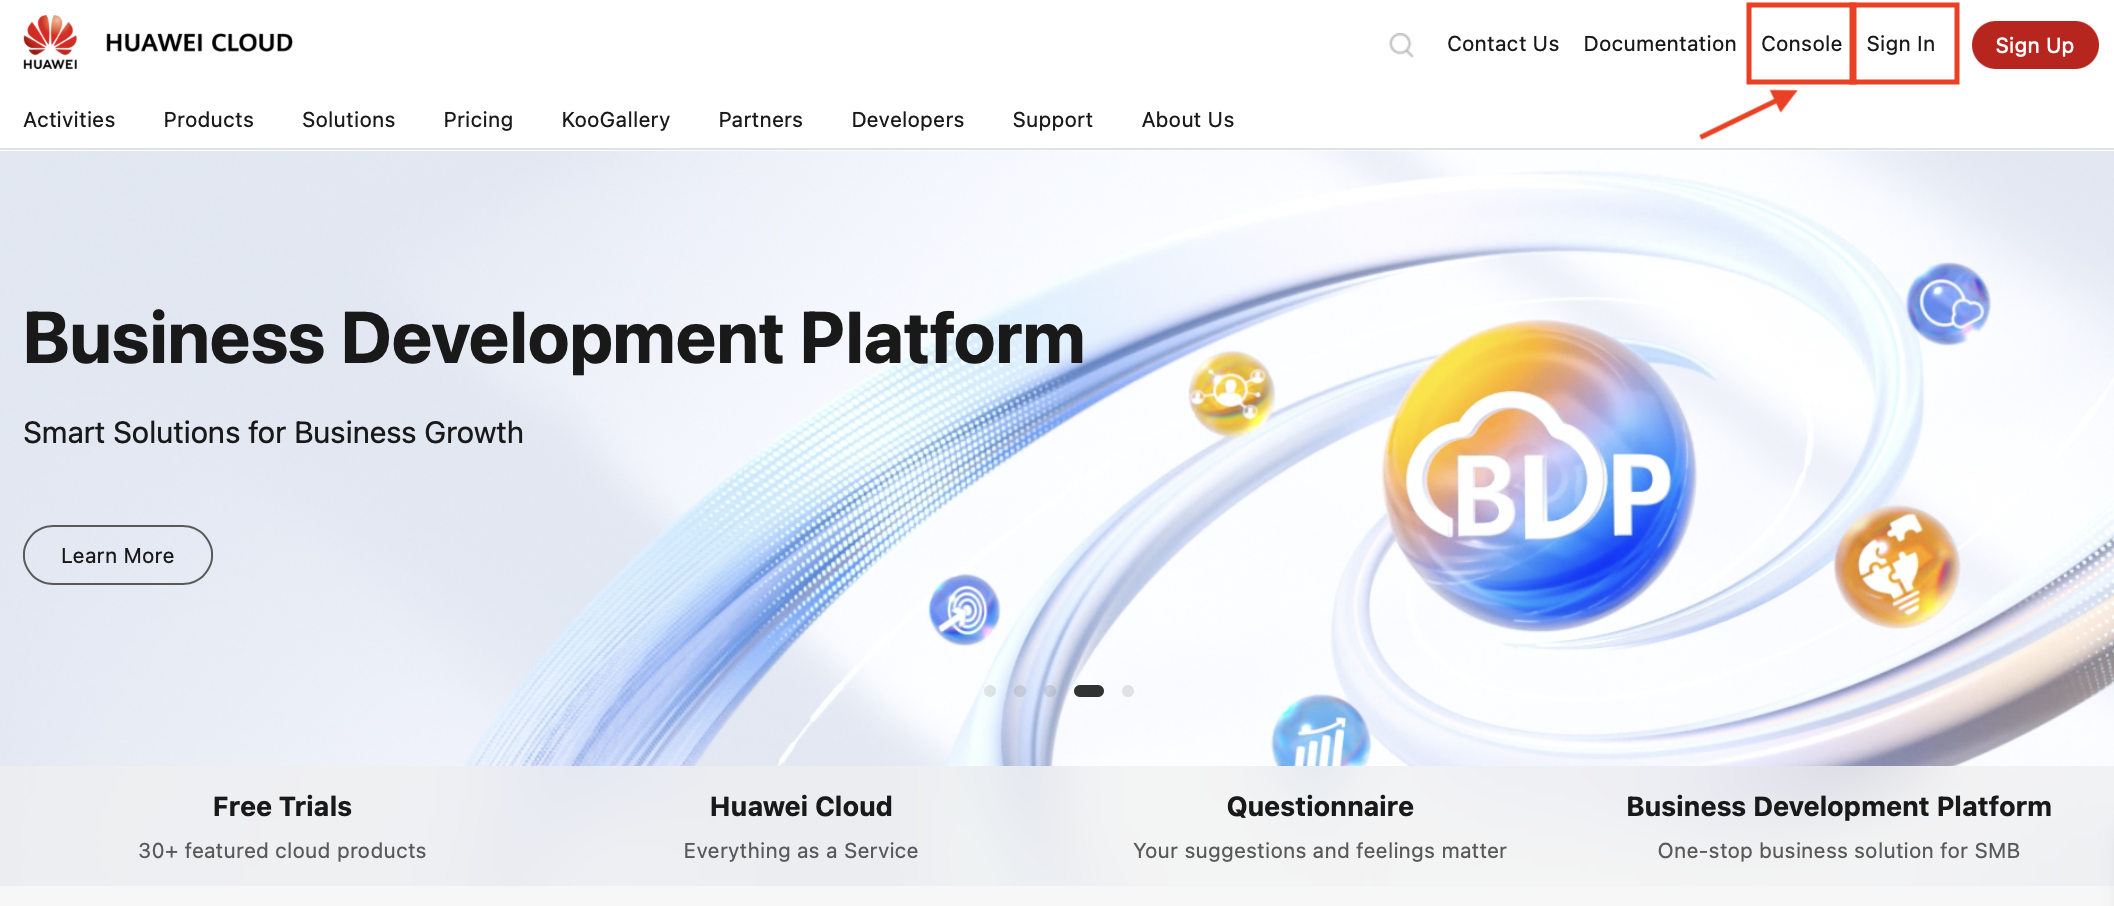 HUAWEI
HUAWEI CLOUD
Contact Us Documentation Console Sign In Sign Up
Activities Products Solutions Pricing KooGallery Partners Developers Support About Us
Business Development Platform
Smart Solutions for Business Growth
Learn More
BDP
Free Trials
30+ featured cloud products
Huawei Cloud
Everything as a Service
Questionnaire
Your suggestions and feelings matter
Business Development Platform
One-stop business solution for SMB